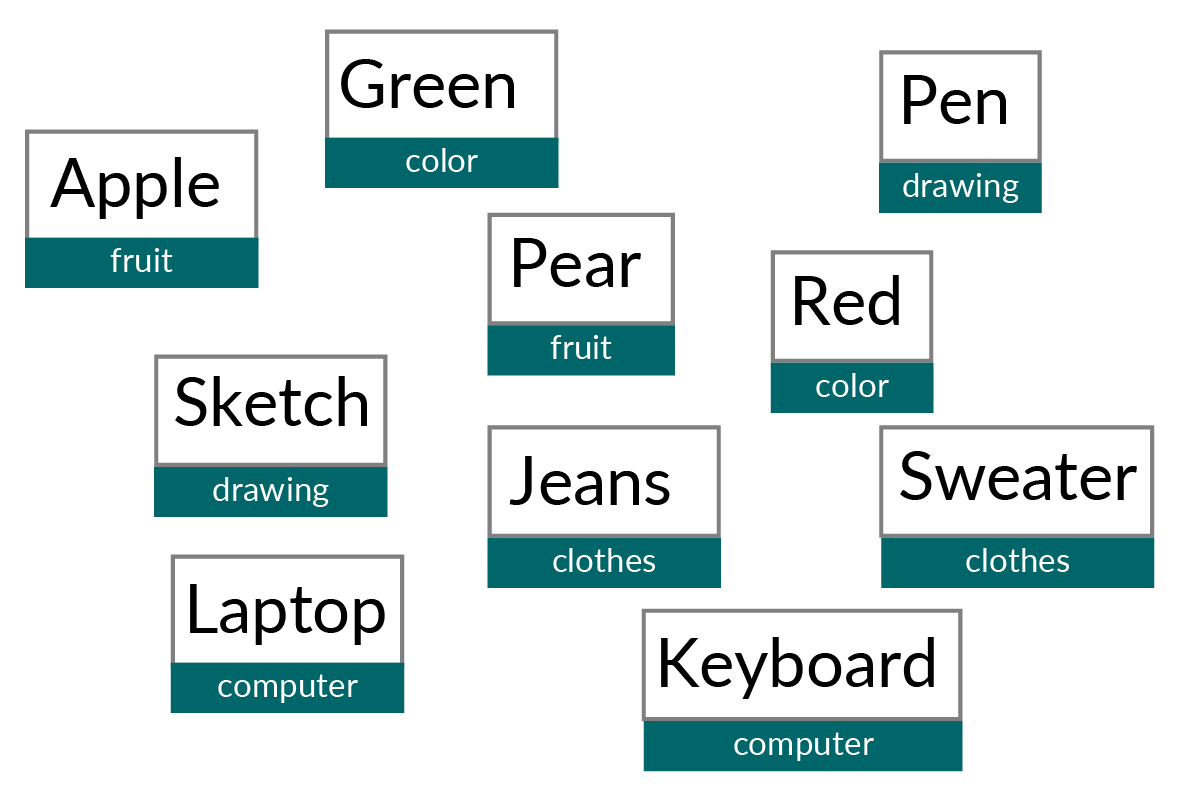 Green
color
Pen
drawing
Apple
fruit
Pear
fruit
Red
color
Sketch
drawing
Jeans
clothes
Sweater
clothes
Laptop
computer
Keyboard
computer